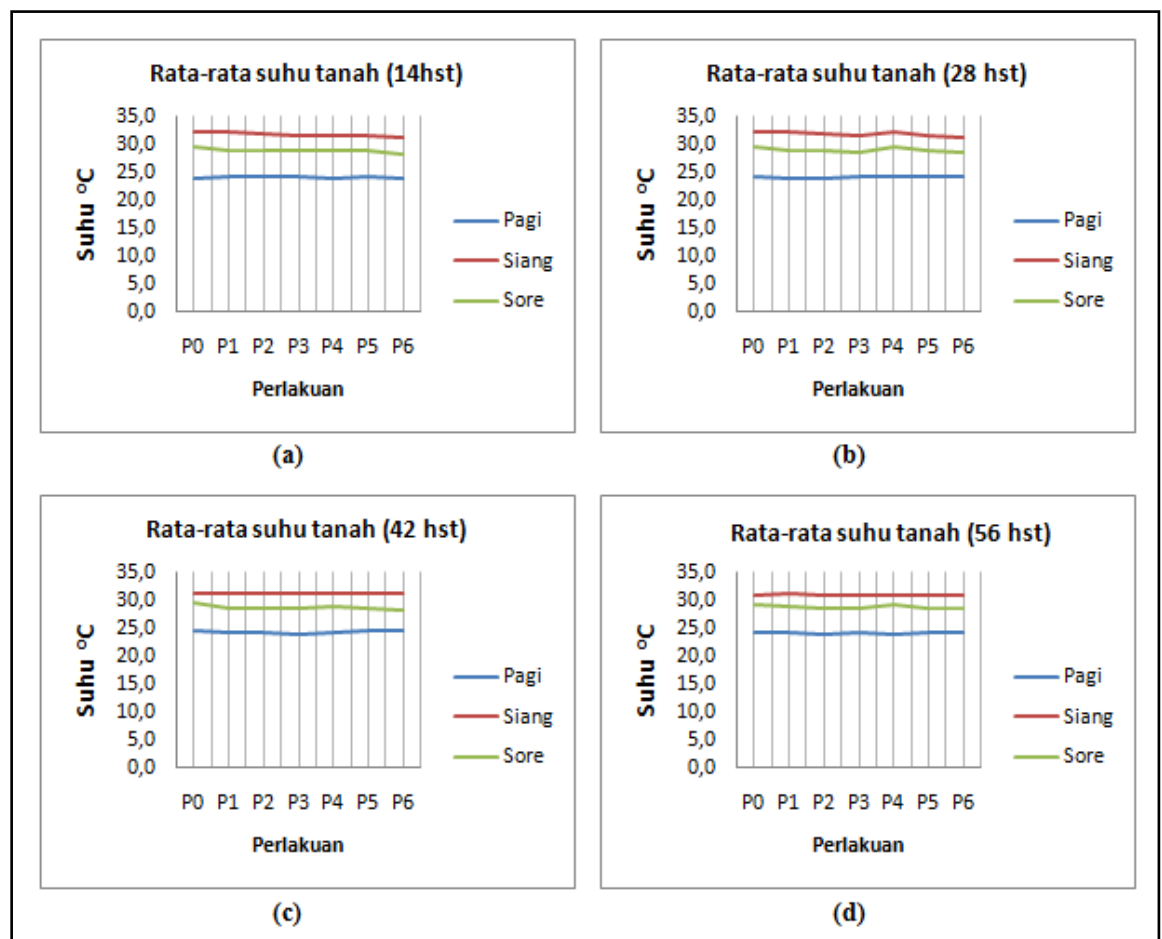 Rata-rata suhu tanah (14hst)
35,0
30,0
25,0
20,0
15,0
10,0
5,0
0,0
Suhu °C
P0 P1 P2 P3 P4 P5 P6
Perlakuan
Pagi
Siang
Sore
(a)
Rata-rata suhu tanah (28 hst)
35,0
30,0
25,0
20,0
15,0
10,0
5,0
0,0
Suhu °C
P0 P1 P2 P3 P4 P5 P6
Perlakuan
Pagi
Siang
Sore
(b)
Rata-rata suhu tanah (42 hst)
35,0
30,0
25,0
20,0
15,0
10,0
5,0
0,0
Suhu °C
P0 P1 P2 P3 P4 P5 P6
Perlakuan
Pagi
Siang
Sore
(c)
Rata-rata suhu tanah (56 hst)
35,0
30,0
25,0
20,0
15,0
10,0
5,0
0,0
Suhu °C
P0 P1 P2 P3 P4 P5 P6
Perlakuan
Pagi
Siang
Sore
(d)